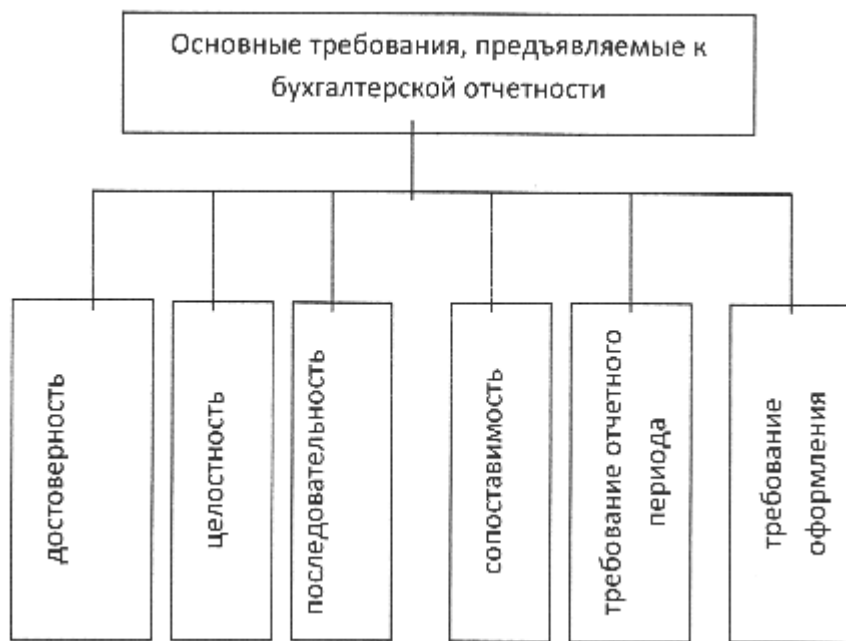 Основные требования, предъявляемые к
бухгалтерской отчетности
достоверность
целостность
последовательность
сопоставимость
требование отчетного
периода
требование
оформления